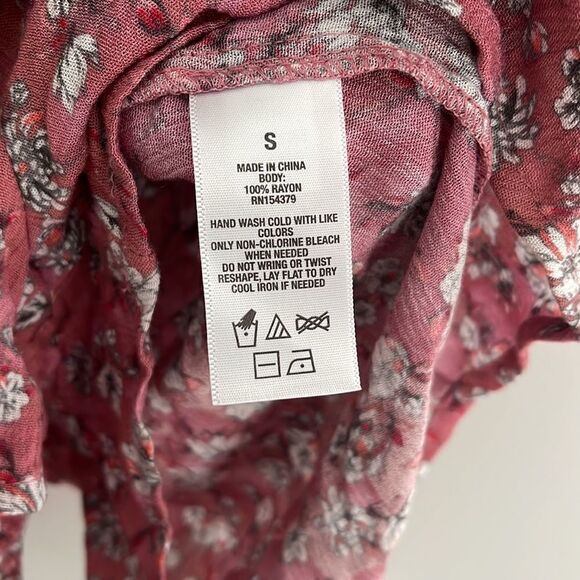 S
MADE IN CHINA
BODY:
100% RAYON
RN154379
HAND WASH COLD WITH LIKE
COLORS
ONLY NON-CHLORINE BLEACH
WHEN NEEDED
DO NOT WRING OR TWIST
RESHAPE, LAY FLAT TO DRY
COOL IRON IF NEEDED